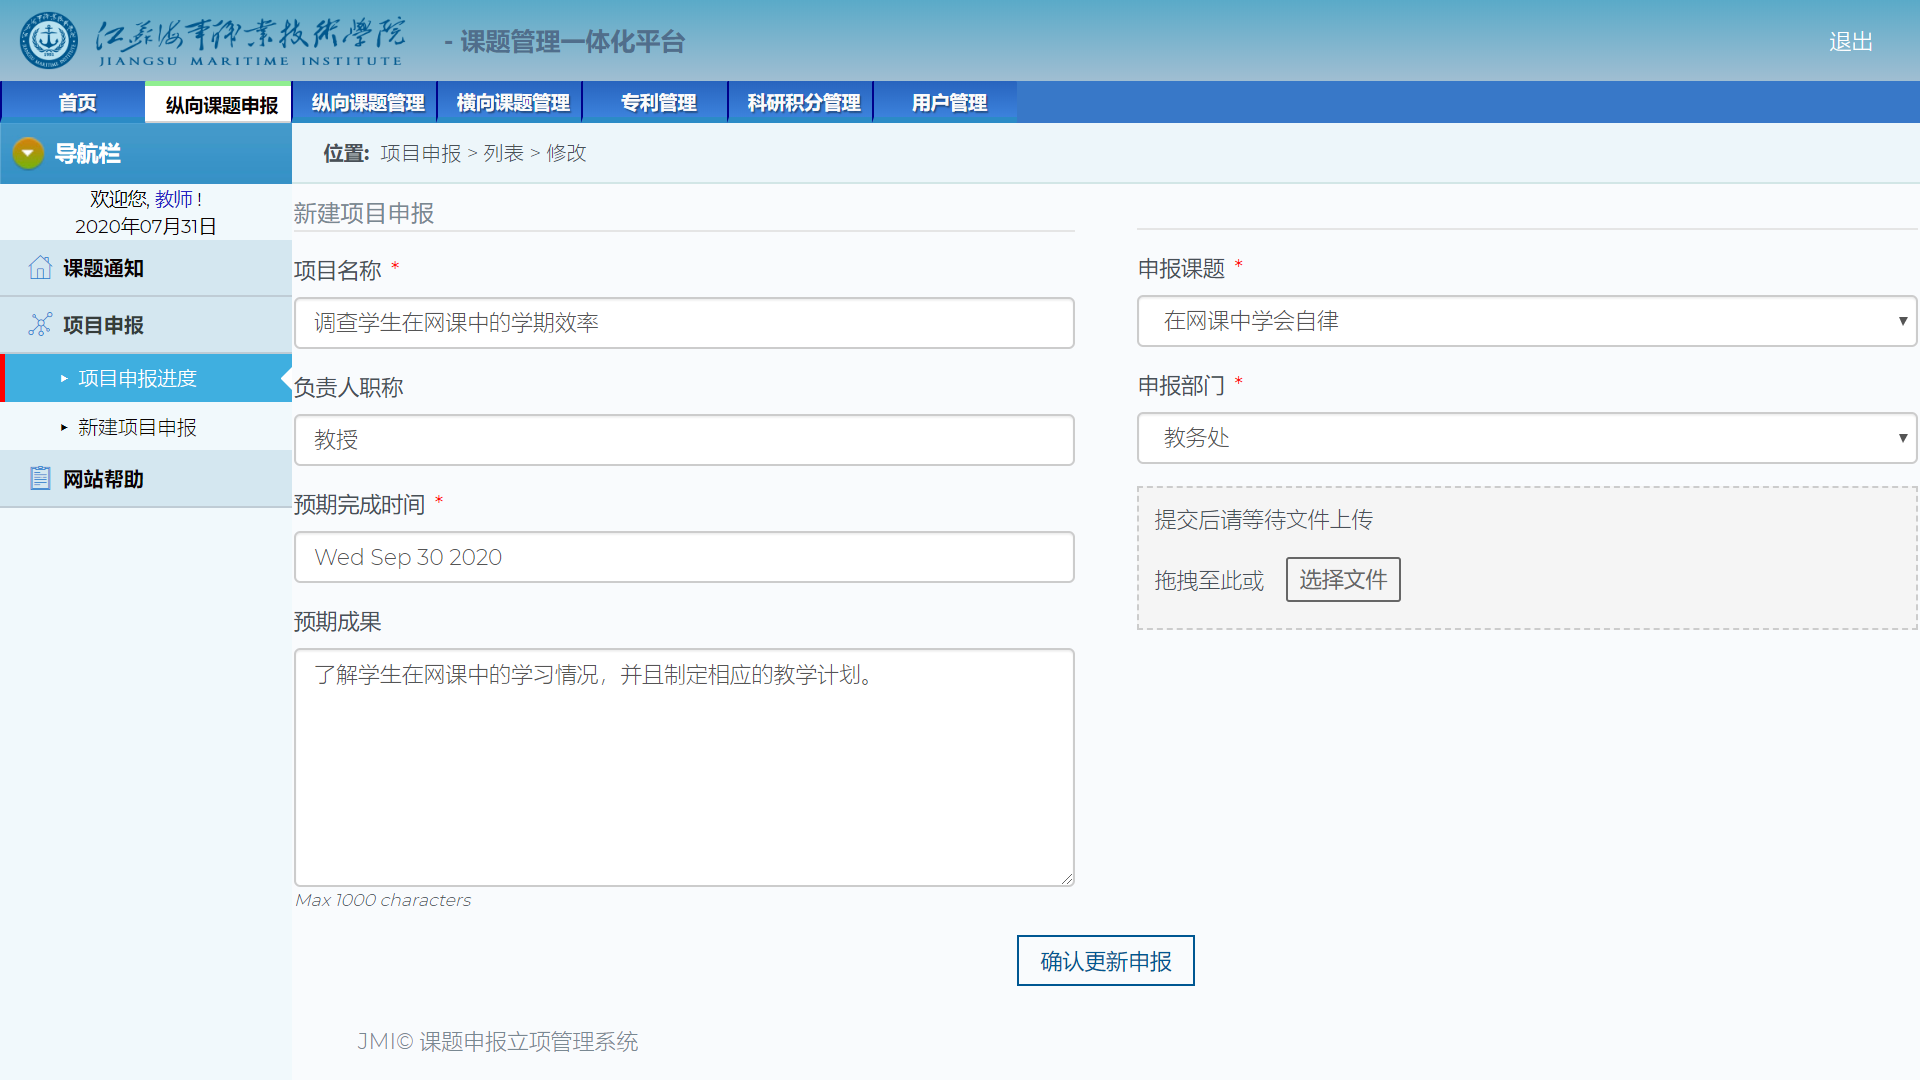 江苏海事职业技术學院
JIANGSU MARITIME INSTITUTE
- 课题管理一体化平台
退出
首页 纵向课题申报 纵向课题管理 横向课题管理 专利管理 科研积分管理 用户管理
导航栏
欢迎您, 教师 !
2020年07月31日
课题通知
项目申报
项目申报进度
新建项目申报
网站帮助
位置: 项目申报 > 列表 > 修改
新建项目申报
项目名称 *
调查学生在网课中的学期效率
负责人职称
教授
预期完成时间 *
Wed Sep 30 2020
预期成果
了解学生在网课中的学习情况，并且制定相应的教学计划。
Max 1000 characters
申报课题 *
在网课中学会自律
申报部门 *
教务处
提交后请等待文件上传
拖拽至此或 选择文件
确认更新申报
JMI© 课题申报立项管理系统